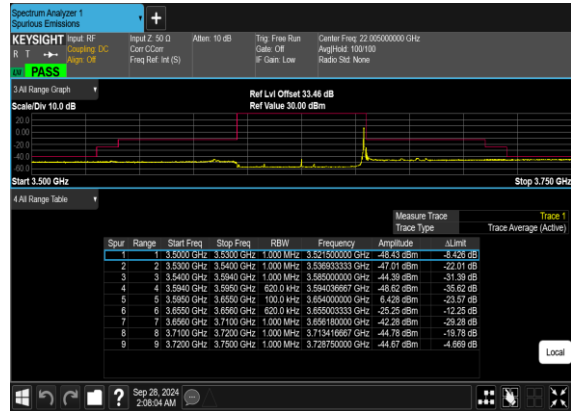 Spectrum Analyzer 1
Spurious Emissions
+
KEYSIGHT Input: RF Input Z: 50 Ω Atten: 10 dB Trig: Free Run Center Freq: 22.005000000 GHz
R T Coupling: DC Corr CCorr Gate: Off Avg|Hold: 100/100
Align: Off Freq Ref: Int (S) IF Gain: Low Radio Std: None
PASS
3 All Range Graph
Ref Lvl Offset 33.46 dB
Scale/Div 10.0 dB Ref Value 30.00 dBm
20.0
0.00
-20.0
-40.0
-60.0
Start 3.500 GHz Stop 3.750 GHz
4 All Range Table
Measure Trace Trace 1
Trace Type Trace Average (Active)
Spur Range Start Freq Stop Freq RBW Frequency Amplitude ΔLimit
1 1 3.5000 GHz 3.5300 GHz 1.000 MHz 3.521500000 GHz -48.43 dBm -8.426 dB
2 2 3.5300 GHz 3.5400 GHz 1.000 MHz 3.536933333 GHz -47.01 dBm -22.01 dB
3 3 3.5400 GHz 3.5940 GHz 1.000 MHz 3.585000000 GHz -44.39 dBm -31.39 dB
4 4 3.5940 GHz 3.5950 GHz 620.0 kHz 3.594036667 GHz -48.62 dBm -35.62 dB
5 5 3.5950 GHz 3.6550 GHz 100.0 kHz 3.654000000 GHz 6.428 dBm -23.57 dB
6 6 3.6550 GHz 3.6560 GHz 620.0 kHz 3.655003333 GHz -25.25 dBm -12.25 dB
7 7 3.6560 GHz 3.7100 GHz 1.000 MHz 3.656180000 GHz -42.28 dBm -29.28 dB
8 8 3.7100 GHz 3.7200 GHz 1.000 MHz 3.713416667 GHz -44.78 dBm -19.78 dB
9 9 3.7200 GHz 3.7500 GHz 1.000 MHz 3.728750000 GHz -44.67 dBm -4.669 dB
Local
? Sep 28, 2024
2:08:04 AM